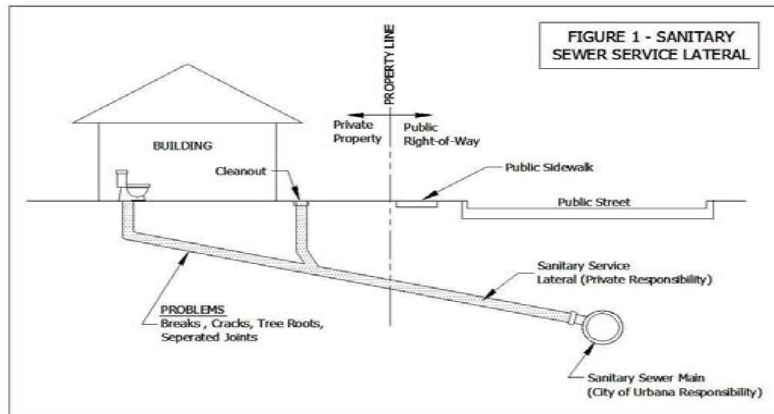 FIGURE 1 - SANITARY
SEWER SERVICE LATERAL
PROPERTY LINE
Private
Property
Public
Right-of-Way
BUILDING
Cleanout
Public Sidewalk
Public Street
Sanitary Service
Lateral (Private Responsibility)
PROBLEMS
Breaks , Cracks, Tree Roots,
Seperated Joints
Sanitary Sewer Main
(City of Urbana Responsibility)